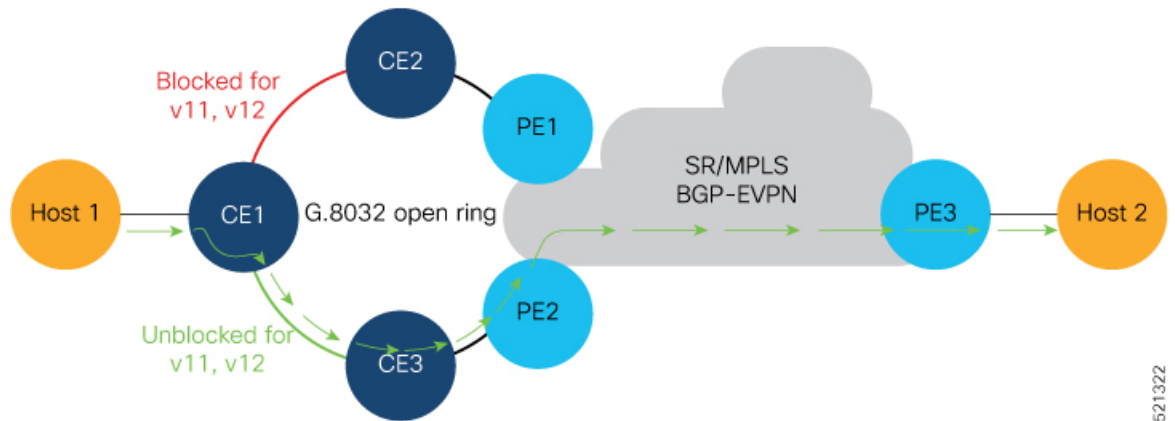 CE2
Blocked for
v11, v12
PE1
SR/MPLS
BGP-EVPN
Host 1
CE1
G.8032 open ring
PE3
Host 2
PE2
Unblocked for
v11, v12
CE3
521322